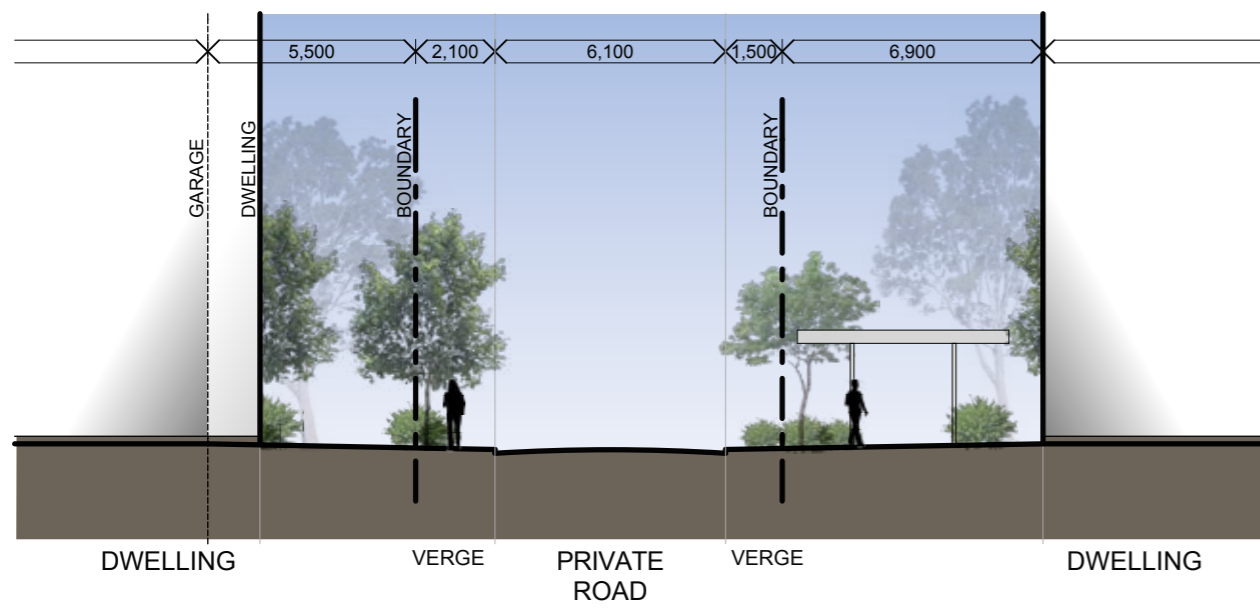 5,500
2,100
6,100
1,500
6,900
GARAGE
DWELLING
BOUNDARY
BOUNDARY
DWELLING
VERGE
PRIVATE
ROAD
VERGE
DWELLING